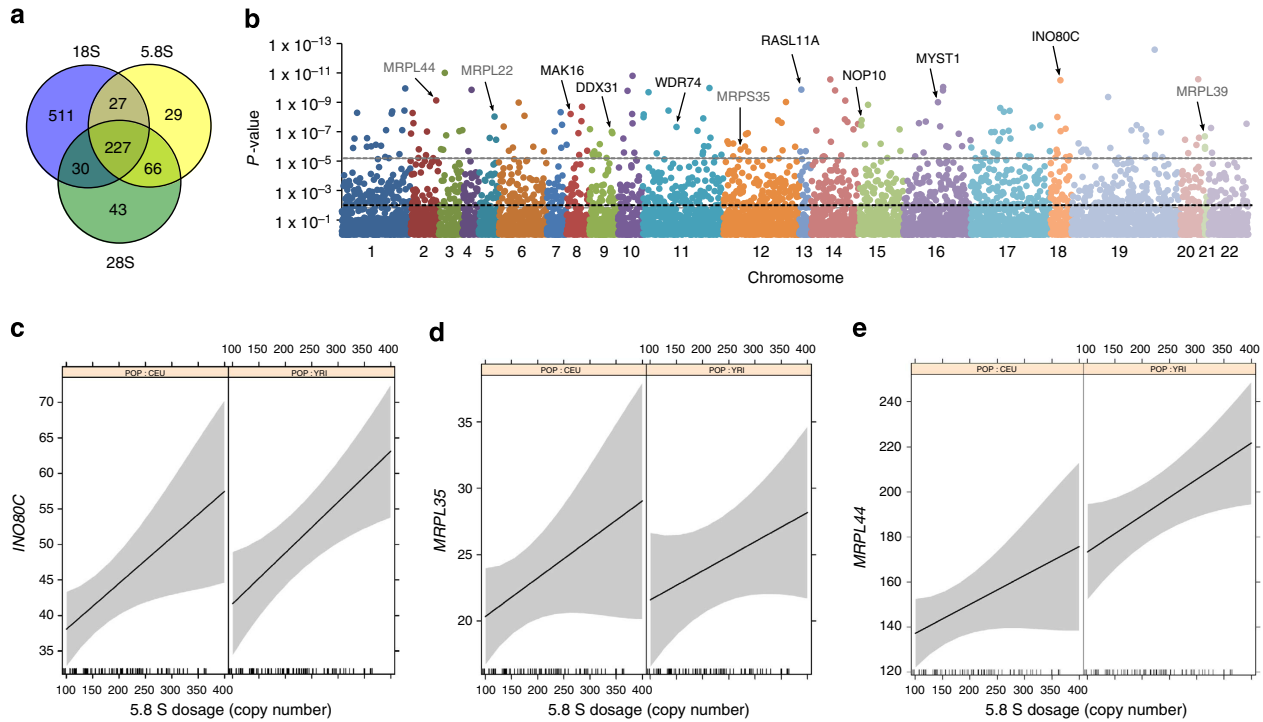 a
18S
5.8S
511
27
29
227
30
66
43
28S
b
P-value
1 x 10⁻¹³
1 x 10⁻¹¹
1 x 10⁻⁹
1 x 10⁻⁷
1 x 10⁻⁵
1 x 10⁻³
1 x 10⁻¹
MRPL44
MRPL22
MAK16
DDX31
WDR74
MRPS35
RASL11A
NOP10
MYST1
INO80C
MRPL39
1 2 3 4 5 6 7 8 9 10 11 12 13 14 15 16 17 18 19 20 21 22
Chromosome
c
100 150 200 250 300 350 400
POP : CEU
POP : YRI
INO80C
70
65
60
55
50
45
40
35
100 150 200 250 300 350 400
5.8 S dosage (copy number)
d
100 150 200 250 300 350 400
POP : CEU
POP : YRI
MRPL35
35
30
25
20
100 150 200 250 300 350 400
5.8 S dosage (copy number)
e
100 150 200 250 300 350 400
POP : CEU
POP : YRI
MRPL44
240
220
200
180
160
140
120
100 150 200 250 300 350 400
5.8 S dosage (copy number)